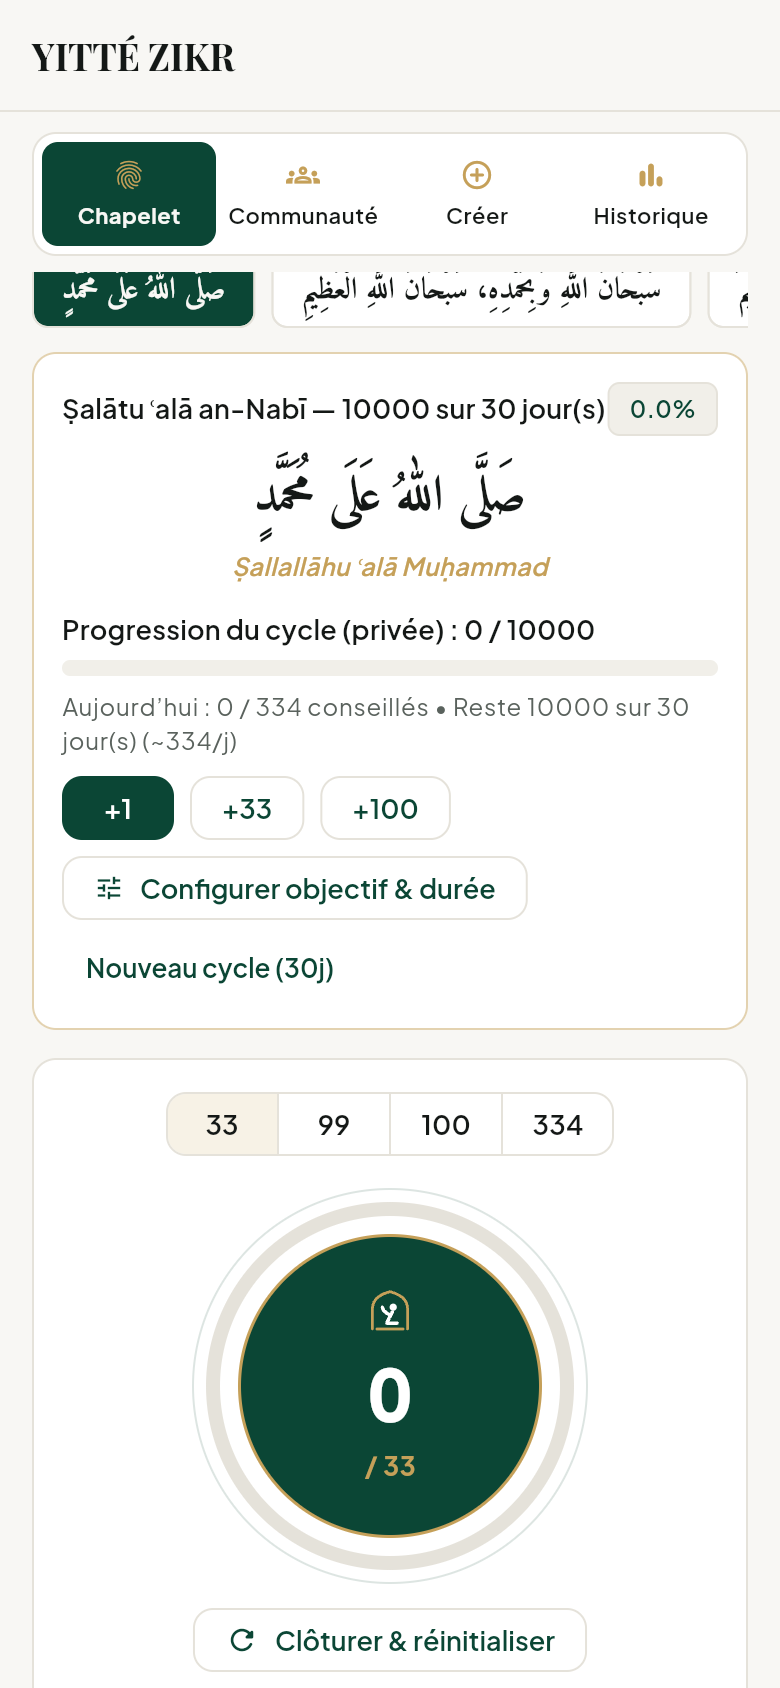 YITTÉ ZIKR
Chapelet
Communauté
Créer
Historique
صَلَّى اللهُ عَلَى مُحَمَّدٍ
سُبْحَانَ اللَّهِ وَبِحَمْدِهِ، سُبْحَانَ اللَّهِ الْعَظِيمِ
Ṣalātu ʿalā an-Nabī — 10000 sur 30 jour(s)
0.0%
صَلَّى اللهُ عَلَى مُحَمَّدٍ
Ṣallallāhu ʿalā Muḥammad
Progression du cycle (privée) : 0 / 10000
Aujourd’hui : 0 / 334 conseillés • Reste 10000 sur 30
jour(s) (~334/j)
+1
+33
+100
Configurer objectif & durée
Nouveau cycle (30j)
33
99
100
334
0
/ 33
Clôturer & réinitialiser